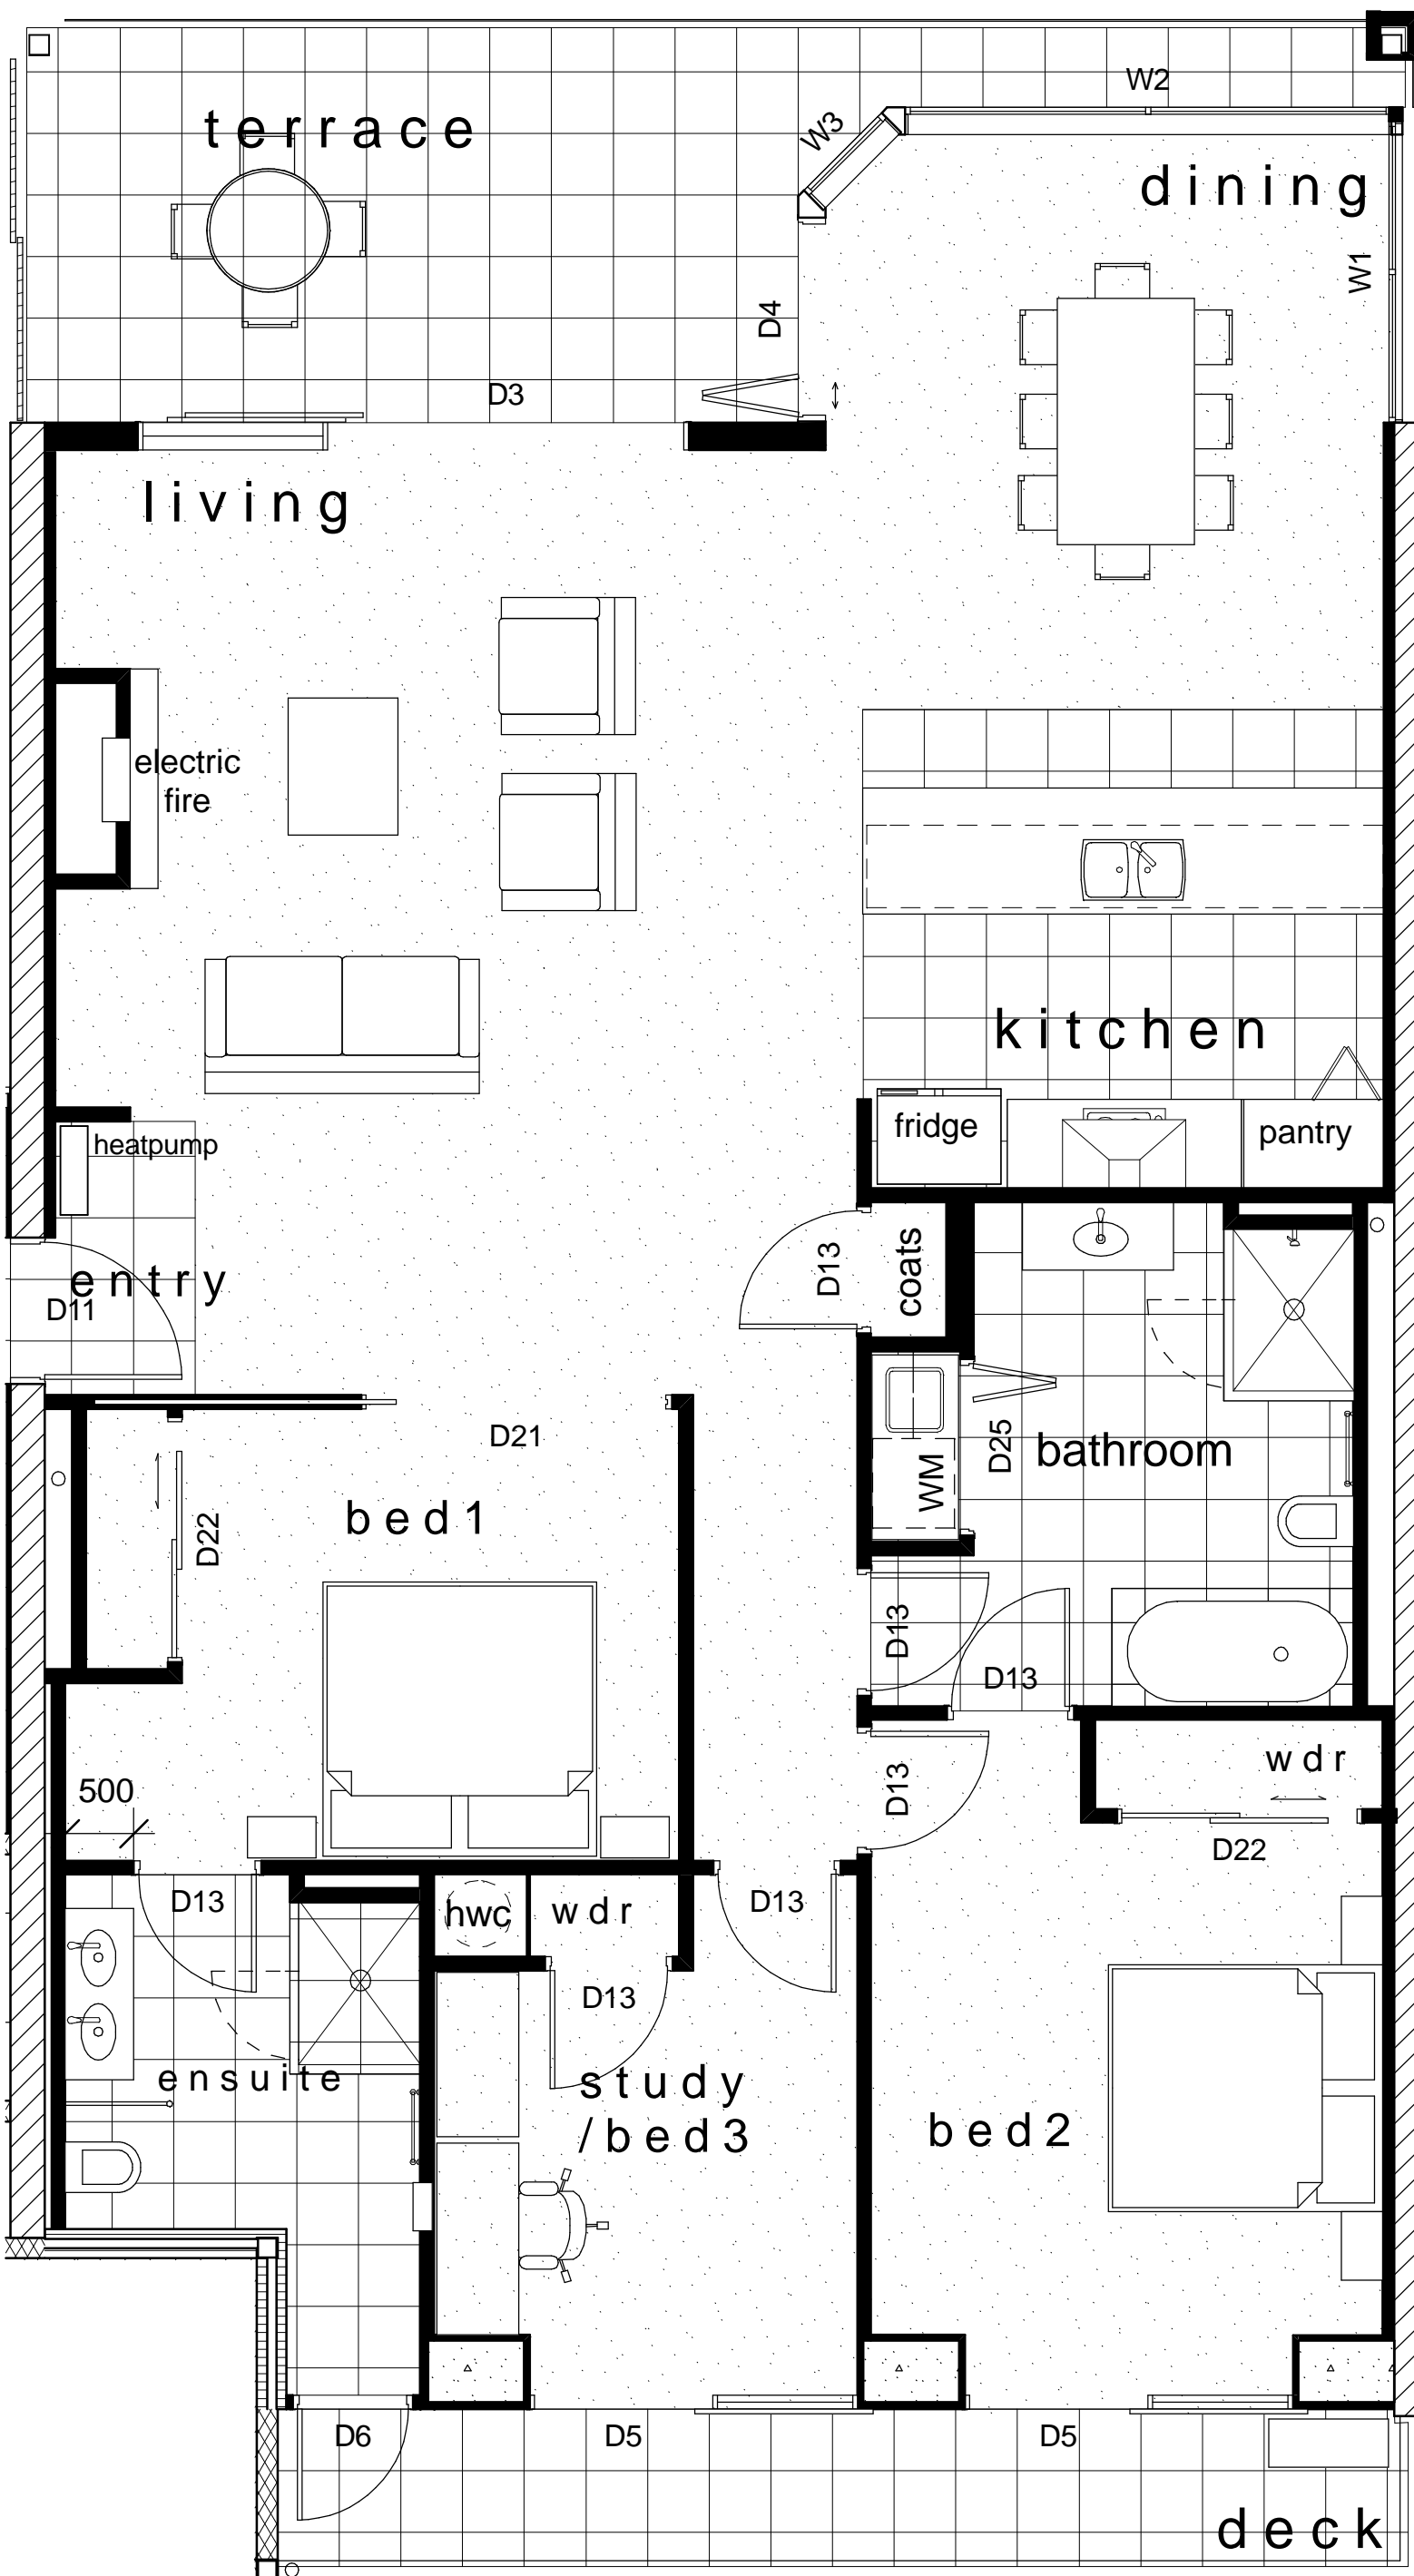 W2
terrace
W3
dining
W1
D4
D3
living
electric
fire
kitchen
fridge
pantry
heatpump
coats
D13
entry
D11
D21
D25
bathroom
WM
bed1
D22
D13
D13
wdr
500
D13
D22
D13
hwc
wdr
D13
D13
ensuite
study
/bed3
bed2
D6
D5
D5
deck